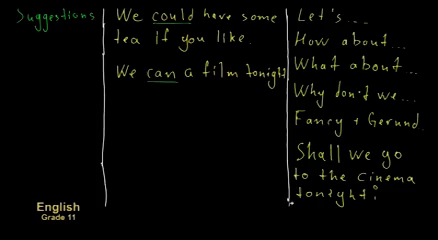 Suggestions
We could have some
tea if you like.
We can a film tonight
Let's....
How about...
What about...
Why don't we...
Fancy + Gerund
Shall we go
to the cinema
tonight?
English
Grade 11